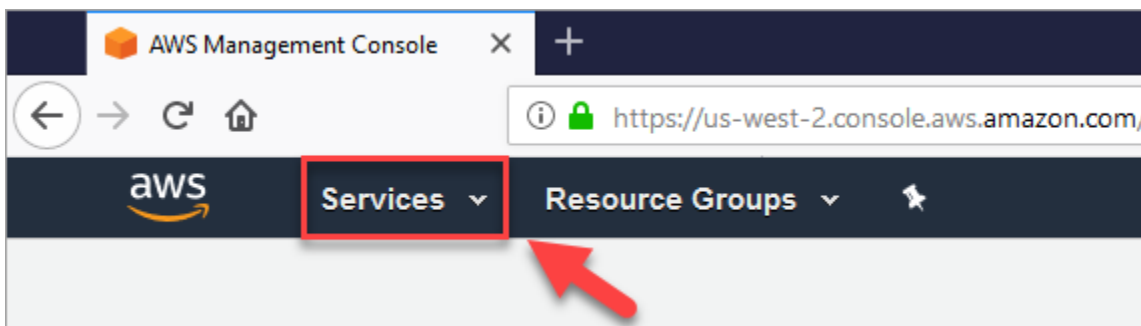 AWS Management Console
https://us-west-2.console.aws.amazon.com/
aws Services Resource Groups